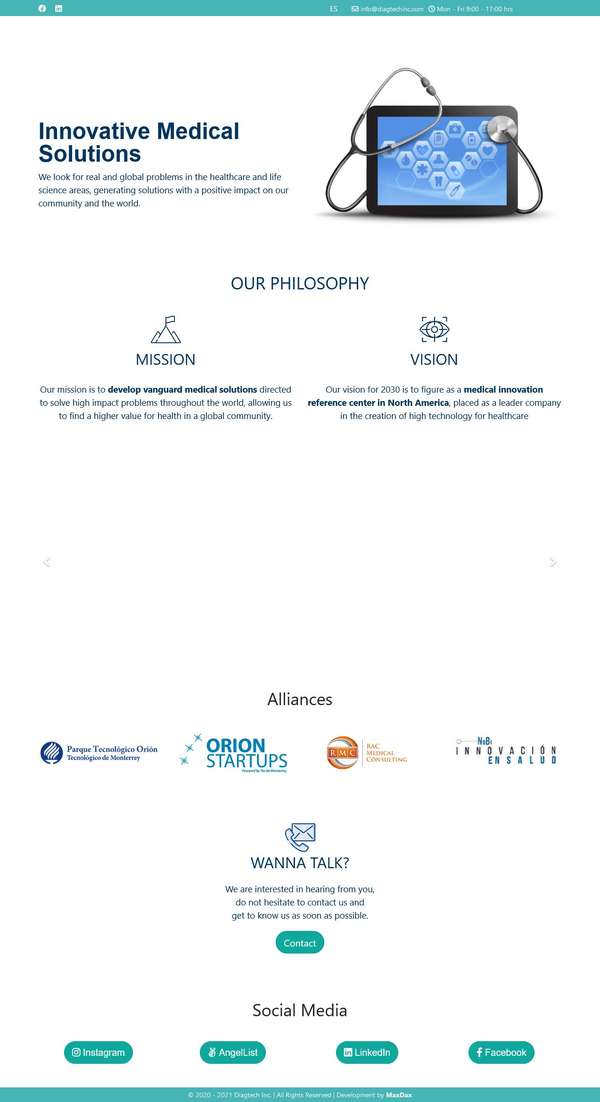 ES info@diagtechinc.com Mon - Fri 9:00 - 17:00 hrs
Innovative Medical
Solutions
We look for real and global problems in the healthcare and life
science areas, generating solutions with a positive impact on our
community and the world.
OUR PHILOSOPHY
MISSION
Our mission is to develop vanguard medical solutions directed
to solve high impact problems throughout the world, allowing us
to find a higher value for health in a global community.
VISION
Our vision for 2030 is to figure as a medical innovation
reference center in North America, placed as a leader company
in the creation of high technology for healthcare
Alliances
Parque Tecnológico Orión
Tecnológico de Monterrey
ORION
STARTUPS
Powered by Tec de Monterrey
RMC
RAC
MEDICAL
CONSULTING
NoBi
INNOVACIÓN
EN SALUD
WANNA TALK?
We are interested in hearing from you,
do not hesitate to contact us and
get to know us as soon as possible.
Contact
Social Media
Instagram
AngelList
LinkedIn
Facebook
© 2020 - 2021 Diagtech Inc. | All Rights Reserved | Development by MaxDax